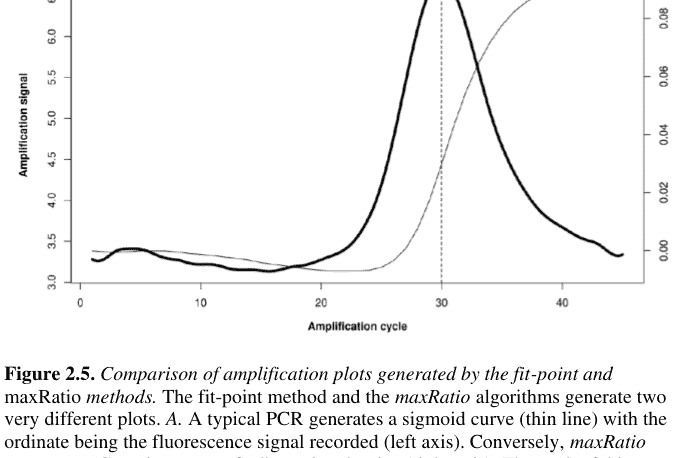 6.0
5.5
5.0
4.5
4.0
3.5
3.0
Amplification signal
0.08
0.06
0.04
0.02
0.00
0 10 20 30 40
Amplification cycle
Figure 2.5. Comparison of amplification plots generated by the fit-point and
maxRatio methods. The fit-point method and the maxRatio algorithms generate two
very different plots. A. A typical PCR generates a sigmoid curve (thin line) with the
ordinate being the fluorescence signal recorded (left axis). Conversely, maxRatio